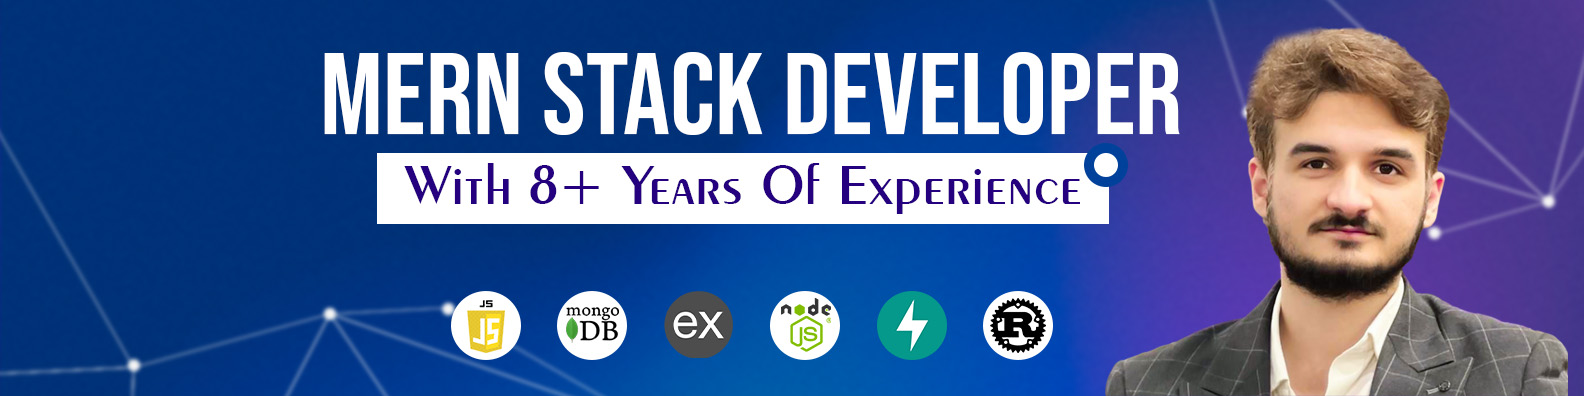 MERN STACK DEVELOPER
With 8+ Years Of Experience
JS
JS
mongo
DB
ex
node
JS
R